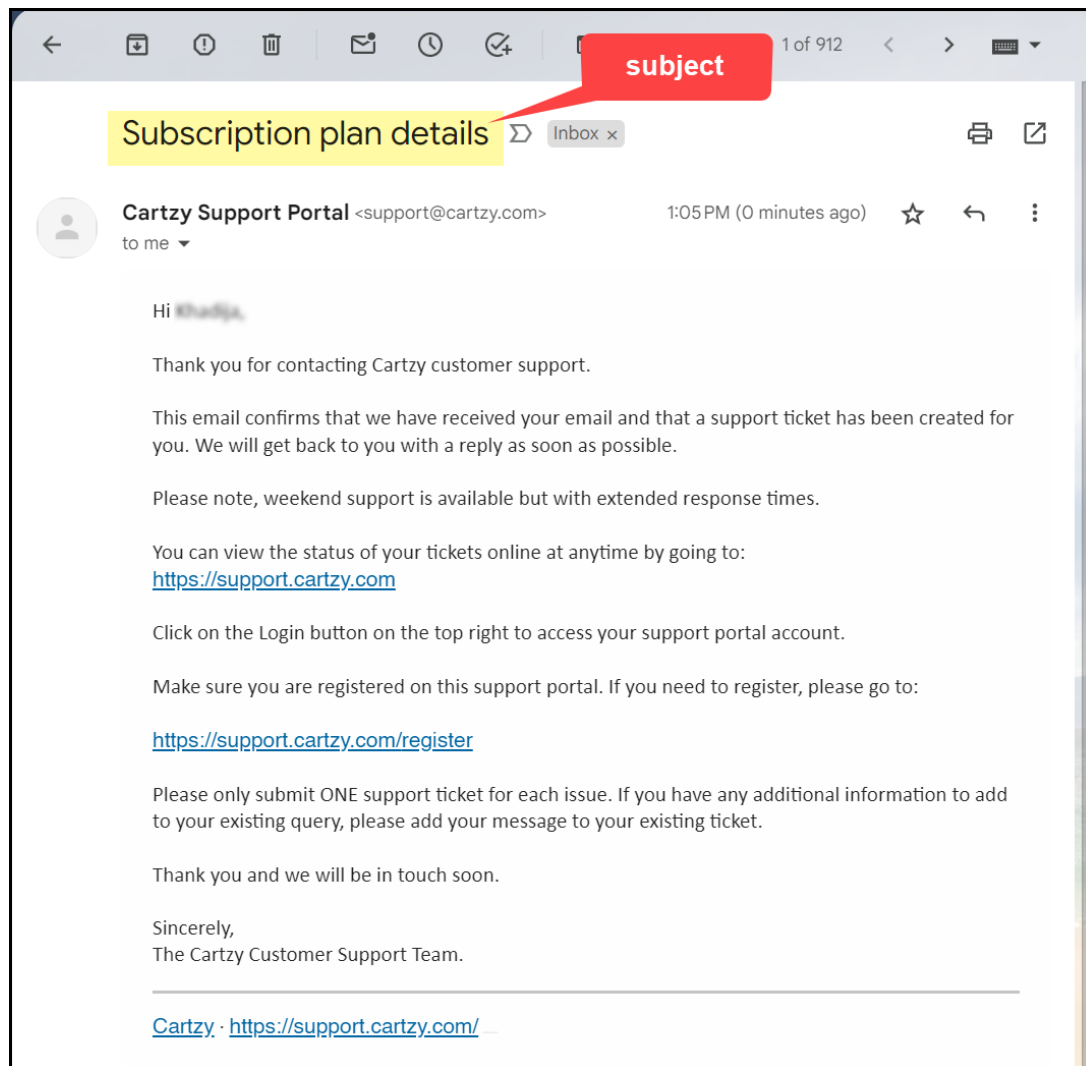 1 of 912
subject
Subscription plan details
Inbox ×
Cartzy Support Portal <support@cartzy.com>
1:05 PM (0 minutes ago)
to me
Hi
Thank you for contacting Cartzy customer support.
This email confirms that we have received your email and that a support ticket has been created for
you. We will get back to you with a reply as soon as possible.
Please note, weekend support is available but with extended response times.
You can view the status of your tickets online at anytime by going to:
https://support.cartzy.com
Click on the Login button on the top right to access your support portal account.
Make sure you are registered on this support portal. If you need to register, please go to:
https://support.cartzy.com/register
Please only submit ONE support ticket for each issue. If you have any additional information to add
to your existing query, please add your message to your existing ticket.
Thank you and we will be in touch soon.
Sincerely,
The Cartzy Customer Support Team.
Cartzy · https://support.cartzy.com/